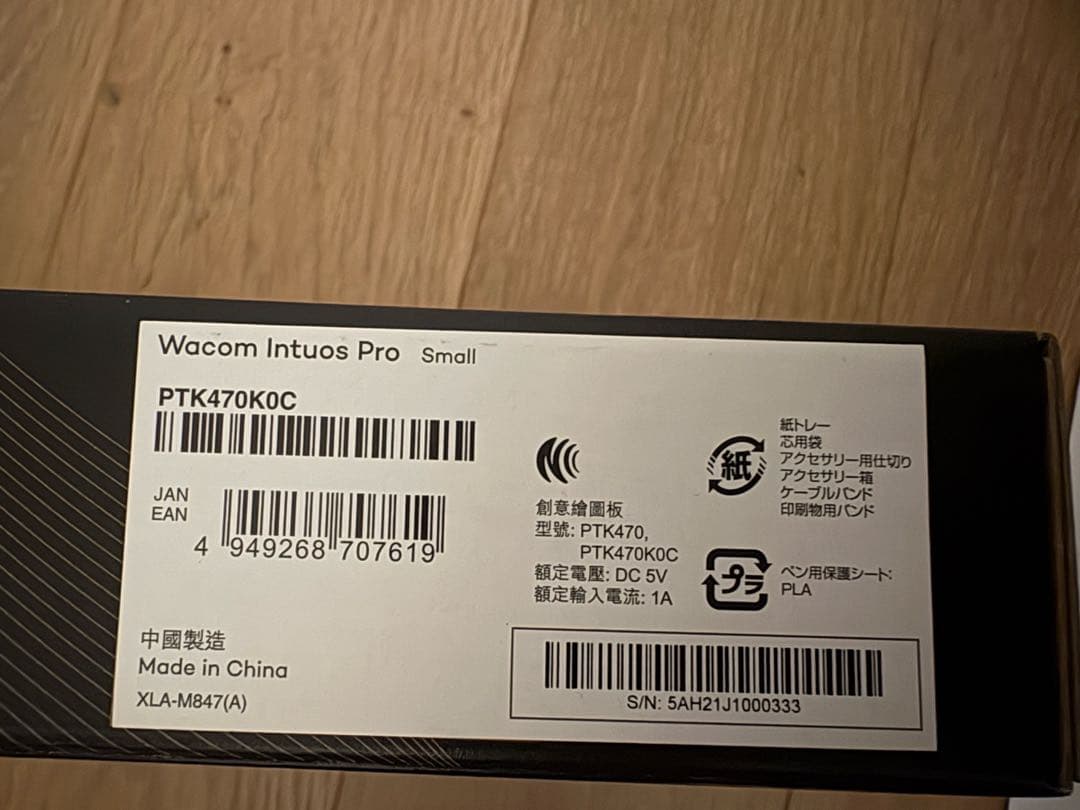 Wacom Intuos Pro Small
PTK470K0C
JAN
EAN
4 949268 707619
中國製造
Made in China
XLA-M847(A)
創意繪圖板
型號: PTK470,
PTK470K0C
額定電壓: DC 5V
額定輸入電流: 1A
紙
紙トレー
芯用袋
アクセサリー用仕切り
アクセサリー箱
ケーブルバンド
印刷物用バンド
プラ
ペン用保護シート:
PLA
S/N: 5AH21J1000333